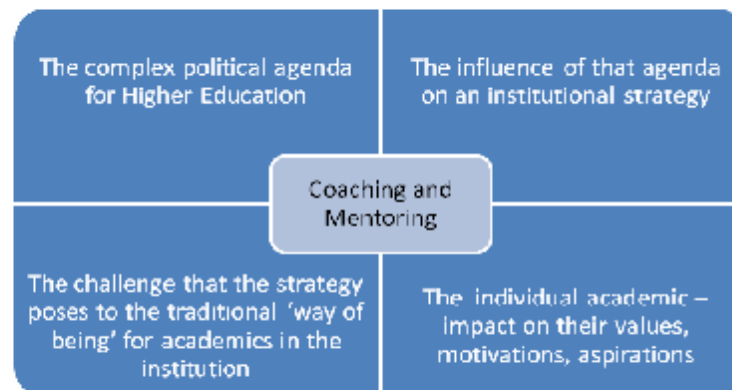 The complex political agenda
for Higher Education
The influence of that agenda
on an institutional strategy
Coaching and
Mentoring
The challenge that the strategy
poses to the traditional ‘way of
being’ for academics in the
institution
The individual academic –
impact on their values,
motivations, aspirations